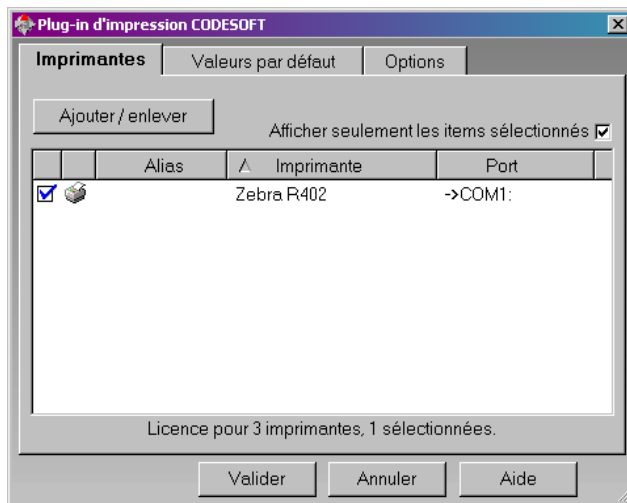 Plug-in d'impression CODESOFT
Imprimantes Valeurs par défaut Options
Ajouter / enlever
Afficher seulement les items sélectionnés
Alias Imprimante Port
Zebra R402 ->COM1:
Licence pour 3 imprimantes, 1 sélectionnées.
Valider Annuler Aide